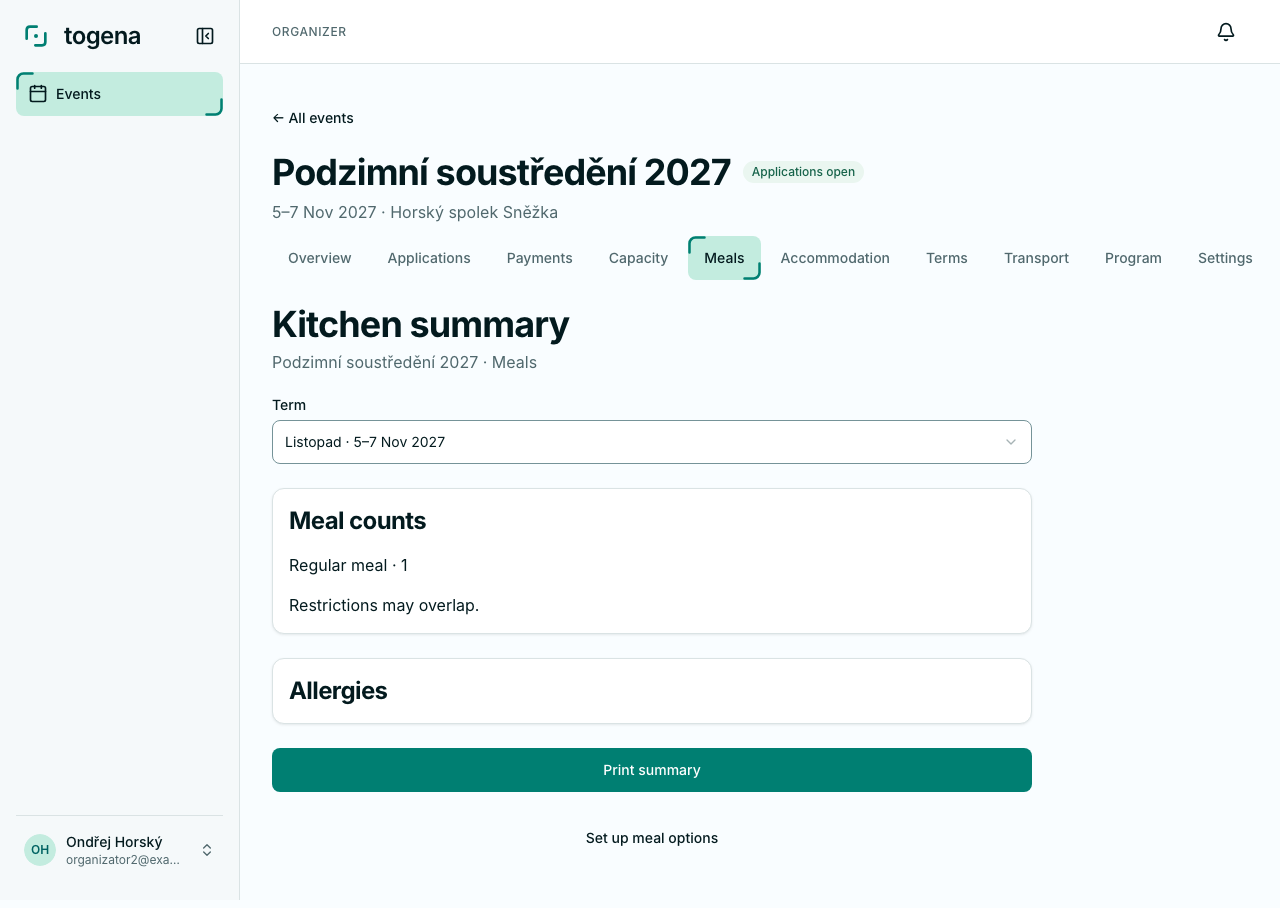 togena
ORGANIZER
Events
← All events
Podzimní soustředění 2027 Applications open
5–7 Nov 2027 · Horský spolek Sněžka
Overview Applications Payments Capacity Meals Accommodation Terms Transport Program Settings
Kitchen summary
Podzimní soustředění 2027 · Meals
Term
Listopad · 5–7 Nov 2027
Meal counts
Regular meal · 1
Restrictions may overlap.
Allergies
Print summary
Set up meal options
OH
Ondřej Horský
organizator2@exa...